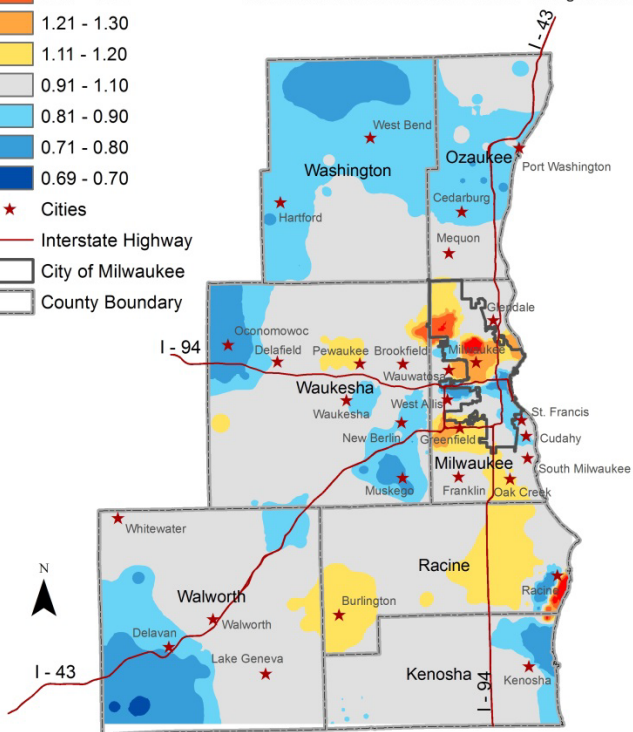 1.21 - 1.30
1.11 - 1.20
0.91 - 1.10
0.81 - 0.90
0.71 - 0.80
0.69 - 0.70
Cities
Interstate Highway
City of Milwaukee
County Boundary
I - 43
West Bend
Washington
Ozaukee
Port Washington
Cedarburg
Hartford
Mequon
Glendale
Oconomowoc
I - 94
Delafield
Pewaukee
Brookfield
Milwaukee
Wauwatosa
Waukesha
Waukesha
West Allis
St. Francis
New Berlin
Greenfield
Cudahy
Milwaukee
South Milwaukee
Muskego
Franklin
Oak Creek
Whitewater
N
Racine
Racine
Walworth
Burlington
Walworth
Delavan
Lake Geneva
I - 43
Kenosha
Kenosha
I - 94